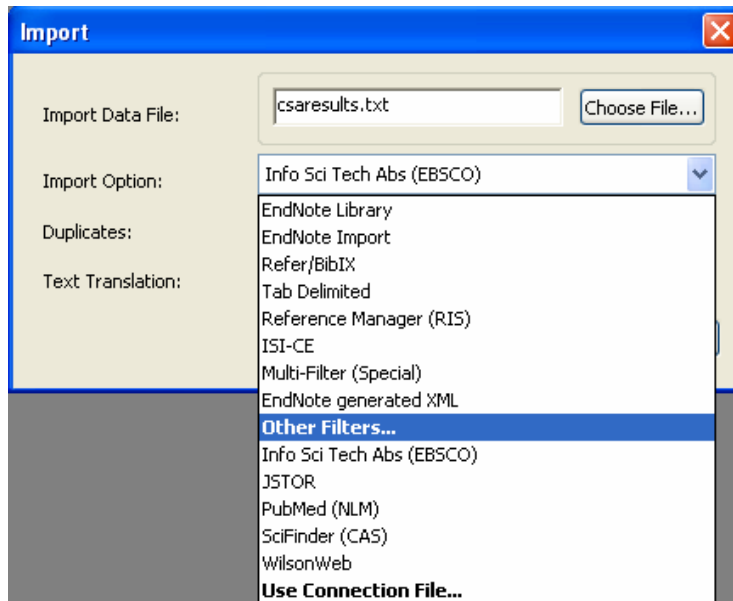 Import
Import Data File:
csaresults.txt
Choose File...
Import Option:
Info Sci Tech Abs (EBSCO)
Duplicates:
Text Translation:
EndNote Library
EndNote Import
Refer/BibIX
Tab Delimited
Reference Manager (RIS)
ISI-CE
Multi-Filter (Special)
EndNote generated XML
Other Filters...
Info Sci Tech Abs (EBSCO)
JSTOR
PubMed (NLM)
SciFinder (CAS)
WilsonWeb
Use Connection File...